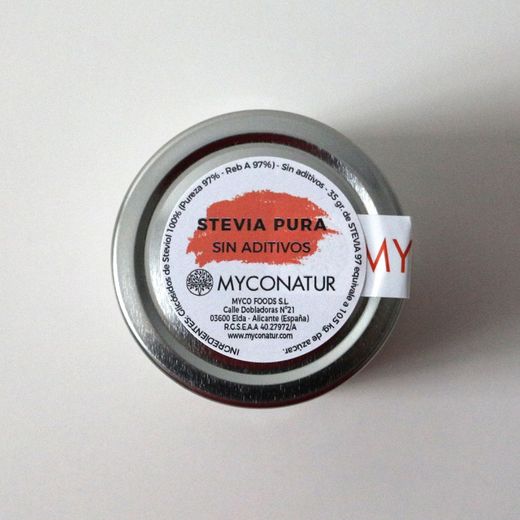 INGREDIENTES: Glicósidos de Steviol 100% (Pureza 97% - Reb A 97%) - Sin aditivos - 35 gr de STEVIA 97 equivale a 10.5 kg de azúcar.
STEVIA PURA
SIN ADITIVOS
MYCONATUR
MYCO FOODS S.L
Calle Dobladoras Nº21
03600 Elda - Alicante (España)
R.G.S.E.A.A 40.27972/A
www.myconatur.com
MY